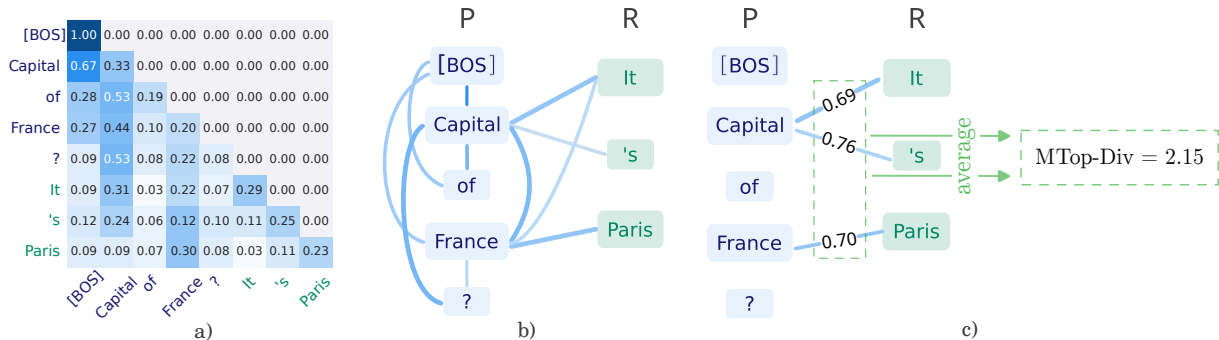 [BOS] 1.00 0.00 0.00 0.00 0.00 0.00 0.00 0.00
Capital 0.67 0.33 0.00 0.00 0.00 0.00 0.00 0.00
of 0.28 0.53 0.19 0.00 0.00 0.00 0.00 0.00
France 0.27 0.44 0.10 0.20 0.00 0.00 0.00 0.00
? 0.09 0.53 0.08 0.22 0.08 0.00 0.00 0.00
It 0.09 0.31 0.03 0.22 0.07 0.29 0.00 0.00
's 0.12 0.24 0.06 0.12 0.10 0.11 0.25 0.00
Paris 0.09 0.09 0.07 0.30 0.08 0.03 0.11 0.23
[BOS] Capital of France ? It 's Paris
a)
P R
[BOS]
It
Capital
's
of
France
Paris
?
b)
P R
[BOS]
It
0.69
Capital
0.76
's
of
France
0.70
Paris
?
average
MTop-Div = 2.15
c)